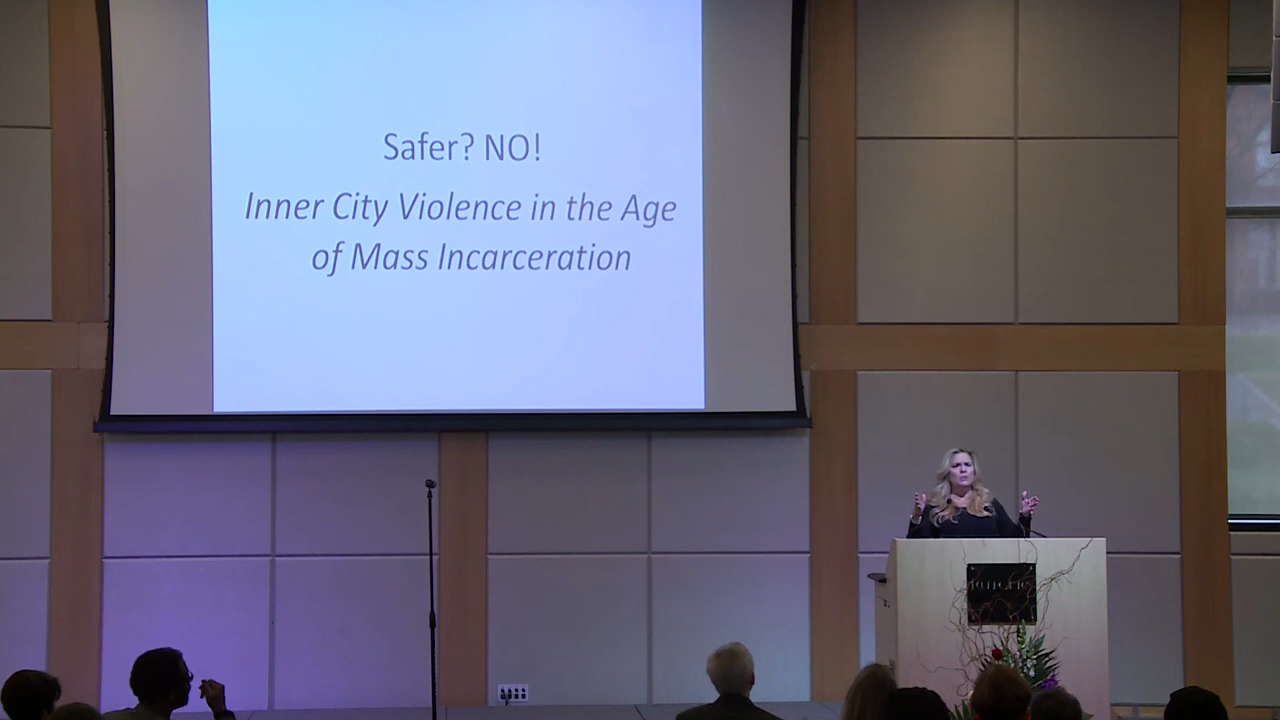 Safer? NO!
Inner City Violence in the Age
of Mass Incarceration